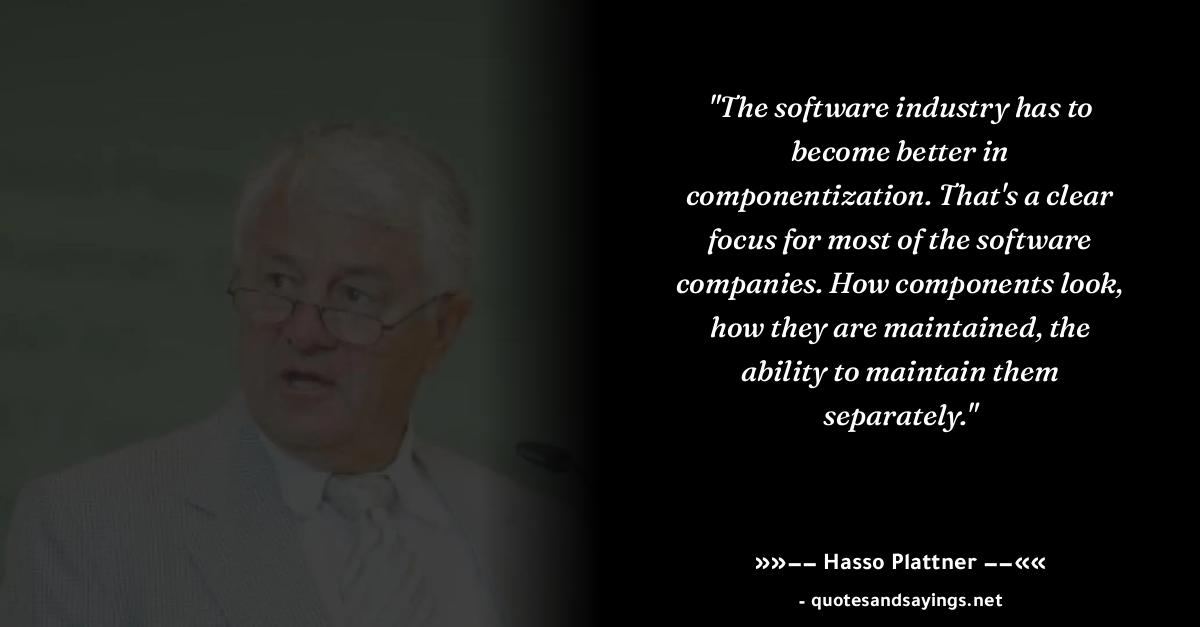 "The software industry has to
become better in
componentization. That's a clear
focus for most of the software
companies. How components look,
how they are maintained, the
ability to maintain them
separately."
»»–– Hasso Plattner ––««
- quotesandsayings.net